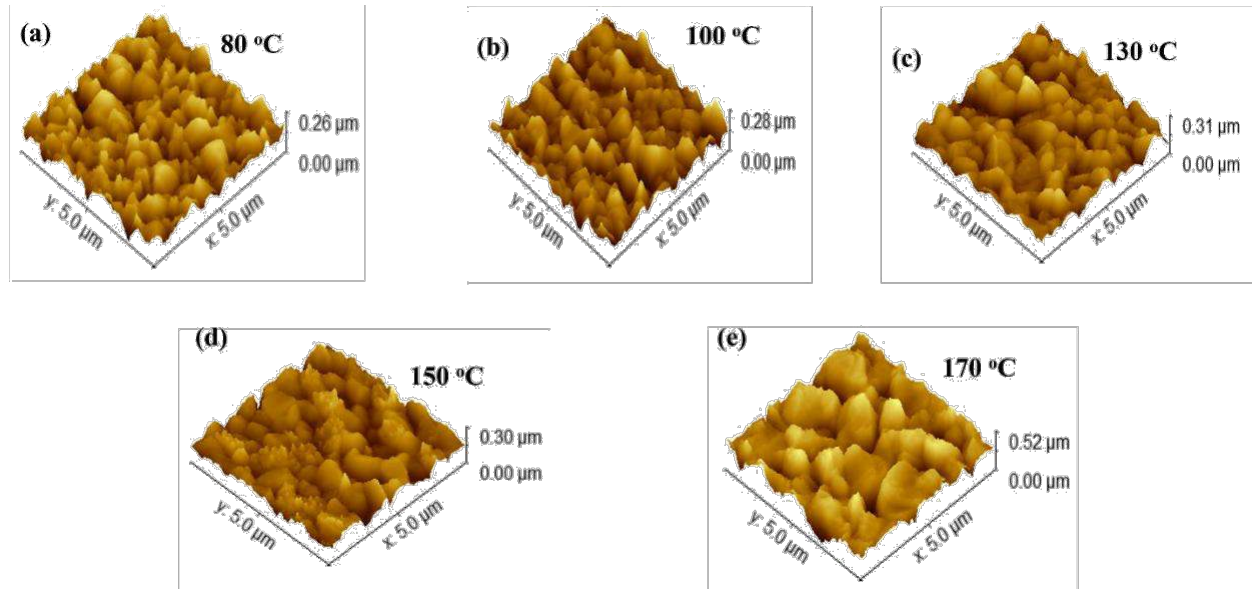 (a)
80 °C
0.26 µm
0.00 µm
y: 5.0 µm
x: 5.0 µm
(b)
100 °C
0.28 µm
0.00 µm
y: 5.0 µm
x: 5.0 µm
(c)
130 °C
0.31 µm
0.00 µm
y: 5.0 µm
x: 5.0 µm
(d)
150 °C
0.30 µm
0.00 µm
y: 5.0 µm
x: 5.0 µm
(e)
170 °C
0.52 µm
0.00 µm
y: 5.0 µm
x: 5.0 µm